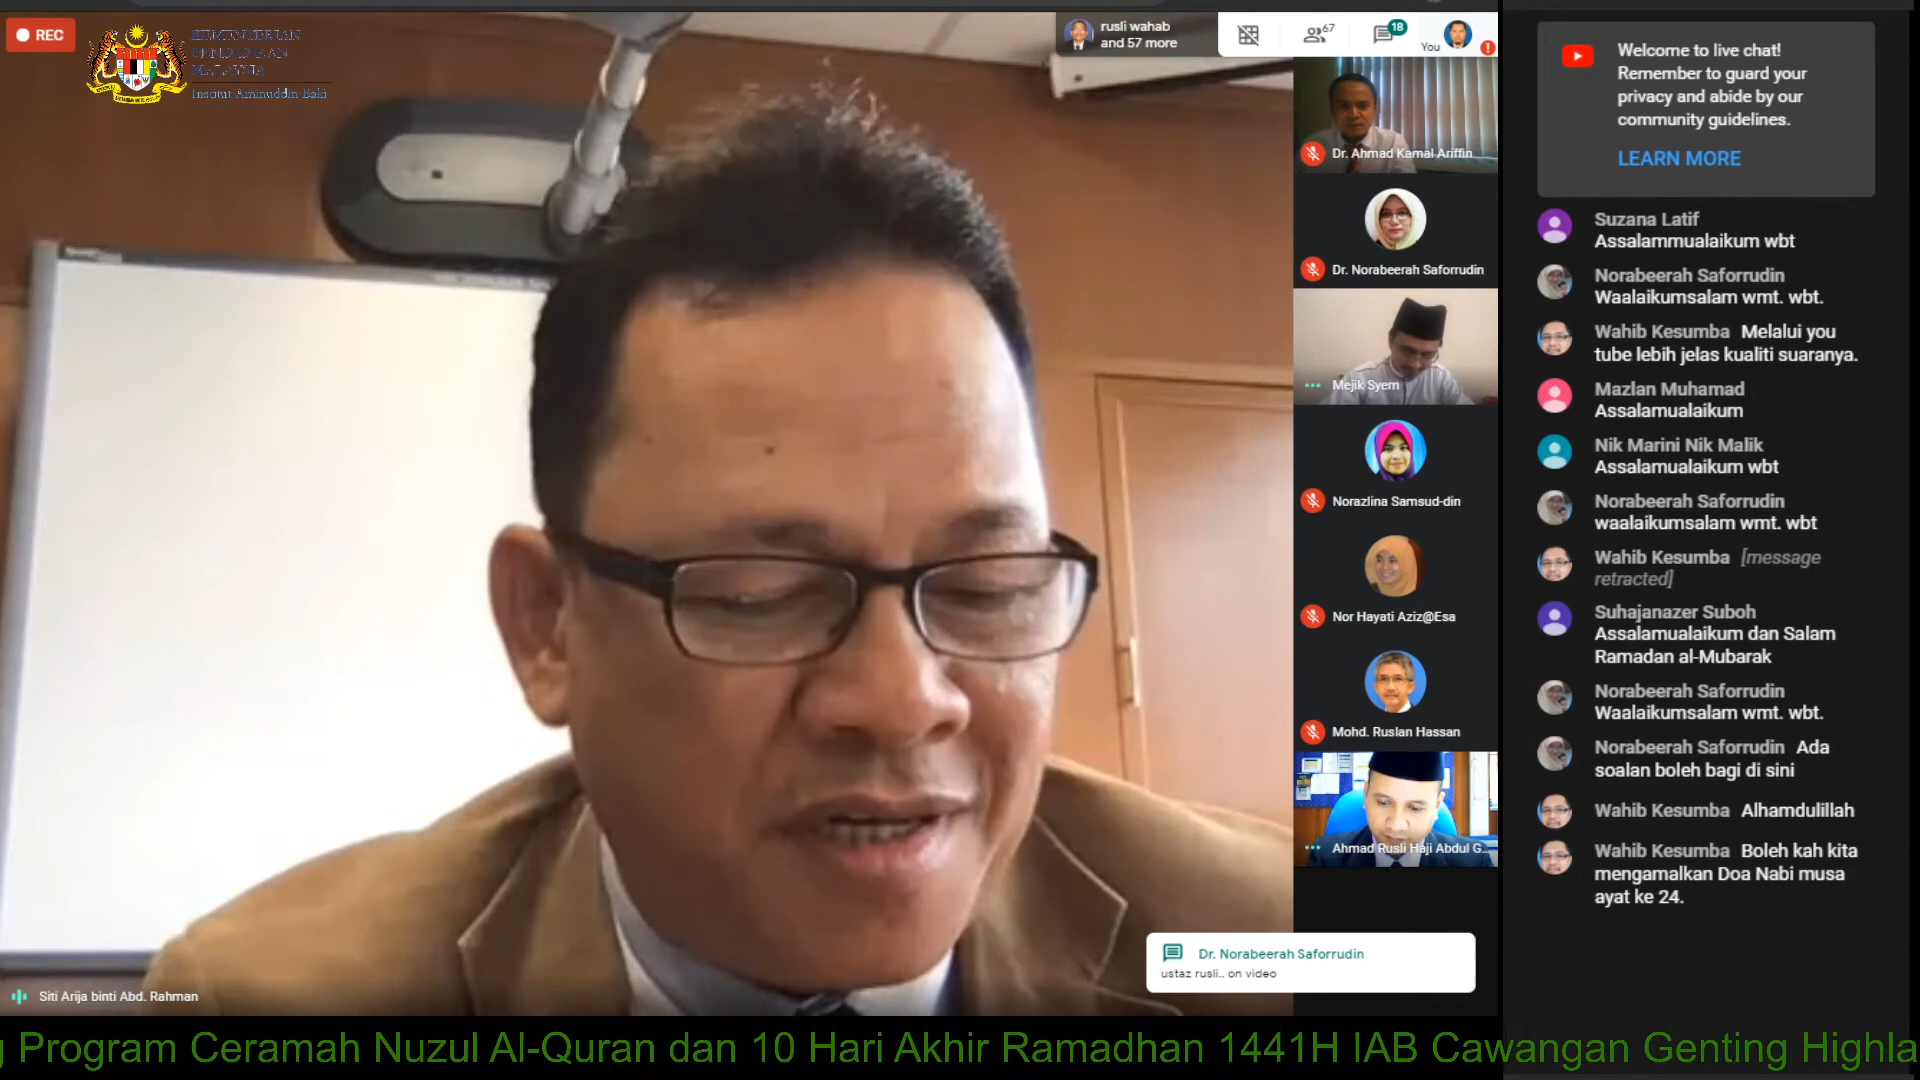 REC
KEMENTERIAN
PENDIDIKAN
MALAYSIA
Institut Aminuddin Baki
rusli wahab
and 57 more
67
18
You
Dr. Ahmad Kamal Ariffin
Dr. Norabeerah Saforrudin
Mejik Syem
Norazlina Samsud-din
Nor Hayati Aziz@Esa
Mohd. Ruslan Hassan
Ahmad Rusli Haji Abdul G...
Dr. Norabeerah Saforrudin
ustaz rusli.. on video
Siti Arija binti Abd. Rahman
Welcome to live chat!
Remember to guard your
privacy and abide by our
community guidelines.
LEARN MORE
Suzana Latif
Assalammualaikum wbt
Norabeerah Saforrudin
Waalaikumsalam wmt. wbt.
Wahib Kesumba Melalui you
tube lebih jelas kualiti suaranya.
Mazlan Muhamad
Assalamualaikum
Nik Marini Nik Malik
Assalamualaikum wbt
Norabeerah Saforrudin
waalaikumsalam wmt. wbt
Wahib Kesumba [message
retracted]
Suhajanazer Suboh
Assalamualaikum dan Salam
Ramadan al-Mubarak
Norabeerah Saforrudin
Waalaikumsalam wmt. wbt.
Norabeerah Saforrudin Ada
soalan boleh bagi di sini
Wahib Kesumba Alhamdulillah
Wahib Kesumba Boleh kah kita
mengamalkan Doa Nabi musa
ayat ke 24.
g Program Ceramah Nuzul Al-Quran dan 10 Hari Akhir Ramadhan 1441H IAB Cawangan Genting Highla